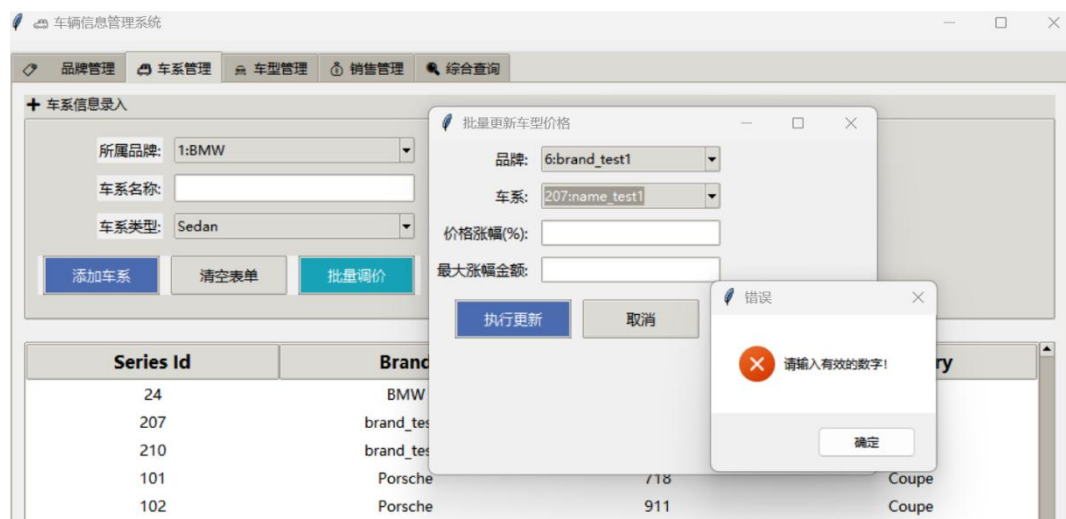 车辆信息管理系统
品牌管理 车系管理 车型管理 销售管理 综合查询
车系信息录入
所属品牌: 1:BMW
车系名称:
车系类型: Sedan
添加车系 清空表单 批量调价
批量更新车型价格
品牌: 6:brand_test1
车系: 207:name_test1
价格涨幅(%):
最大涨幅金额:
执行更新 取消
错误
请输入有效的数字!
确定
Series Id Brand ry
24 BMW
207 brand_tes
210 brand_tes
101 Porsche 718 Coupe
102 Porsche 911 Coupe